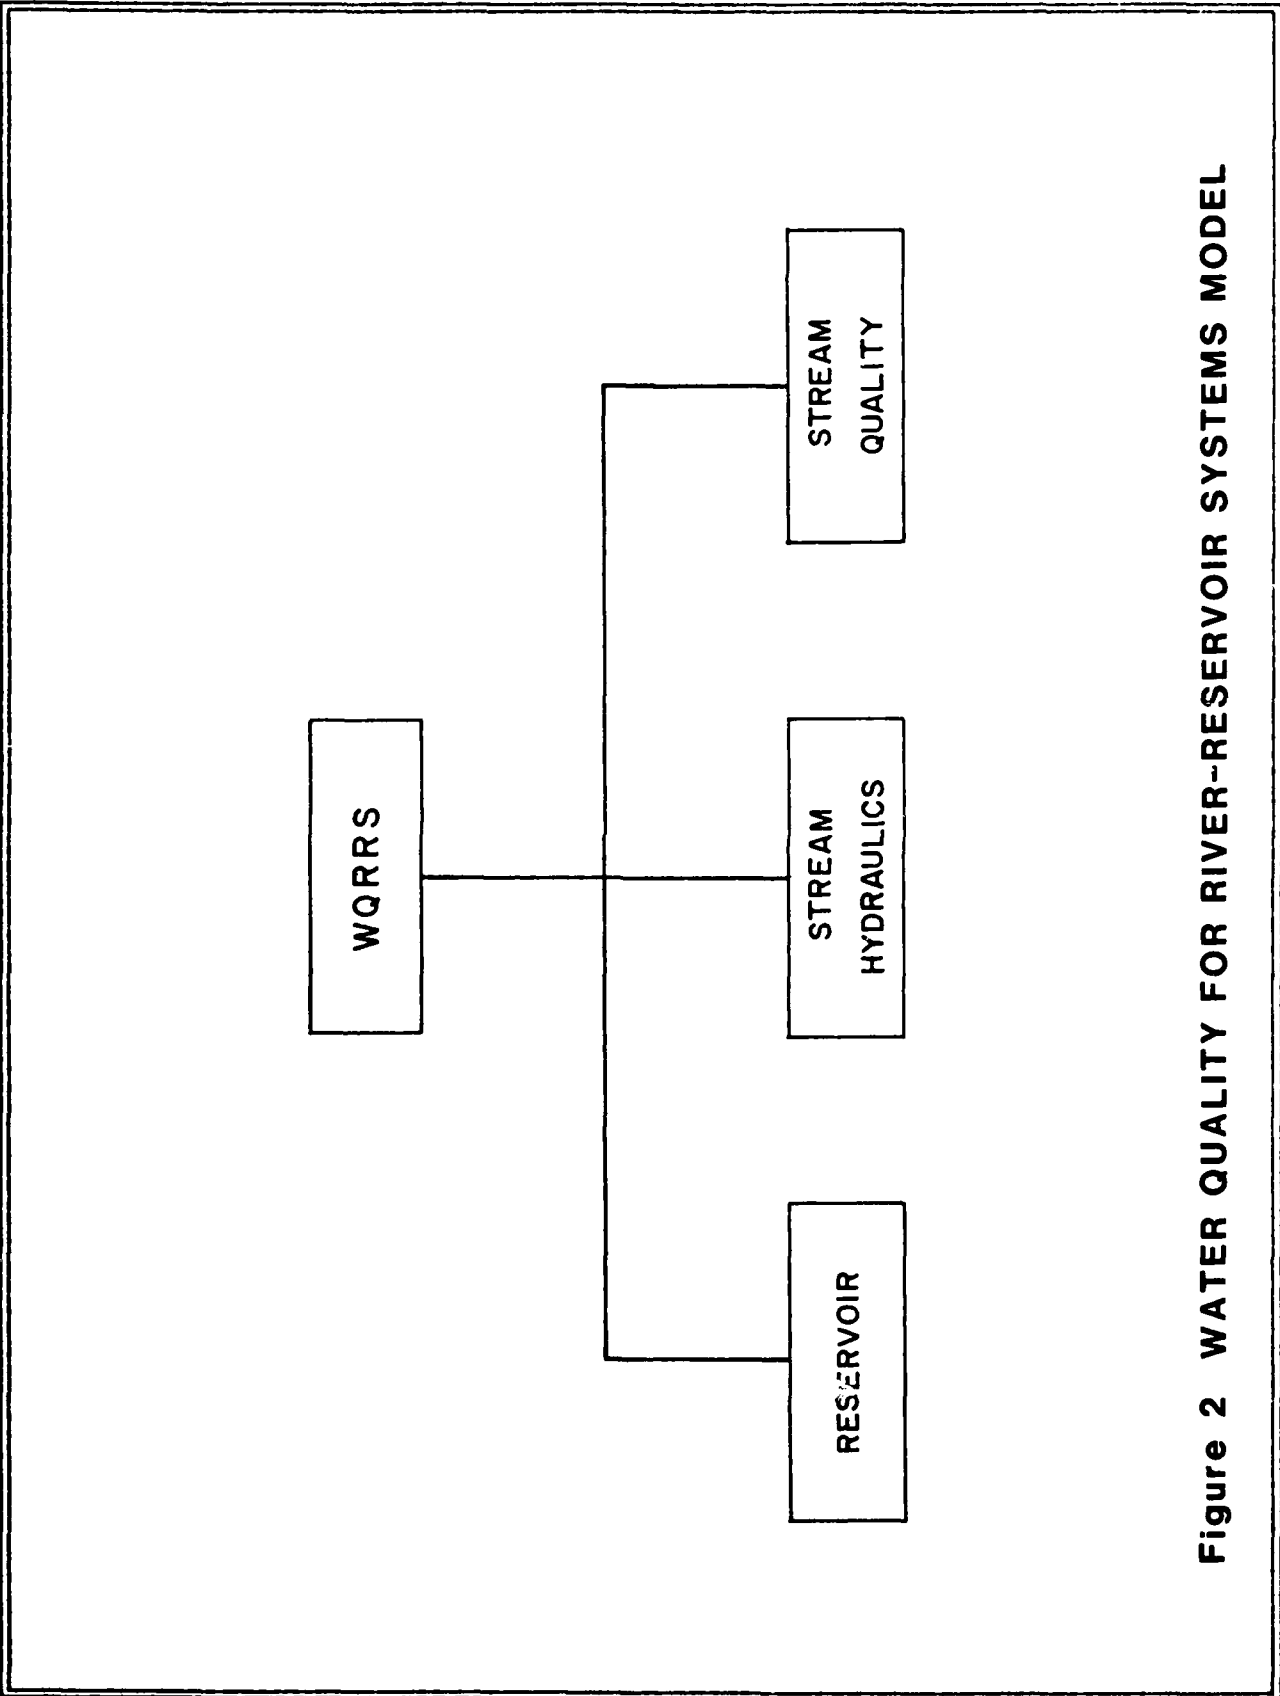 WQRRS
RESERVOIR
STREAM
HYDRAULICS
STREAM
QUALITY
Figure 2 WATER QUALITY FOR RIVER-RESERVOIR SYSTEMS MODEL